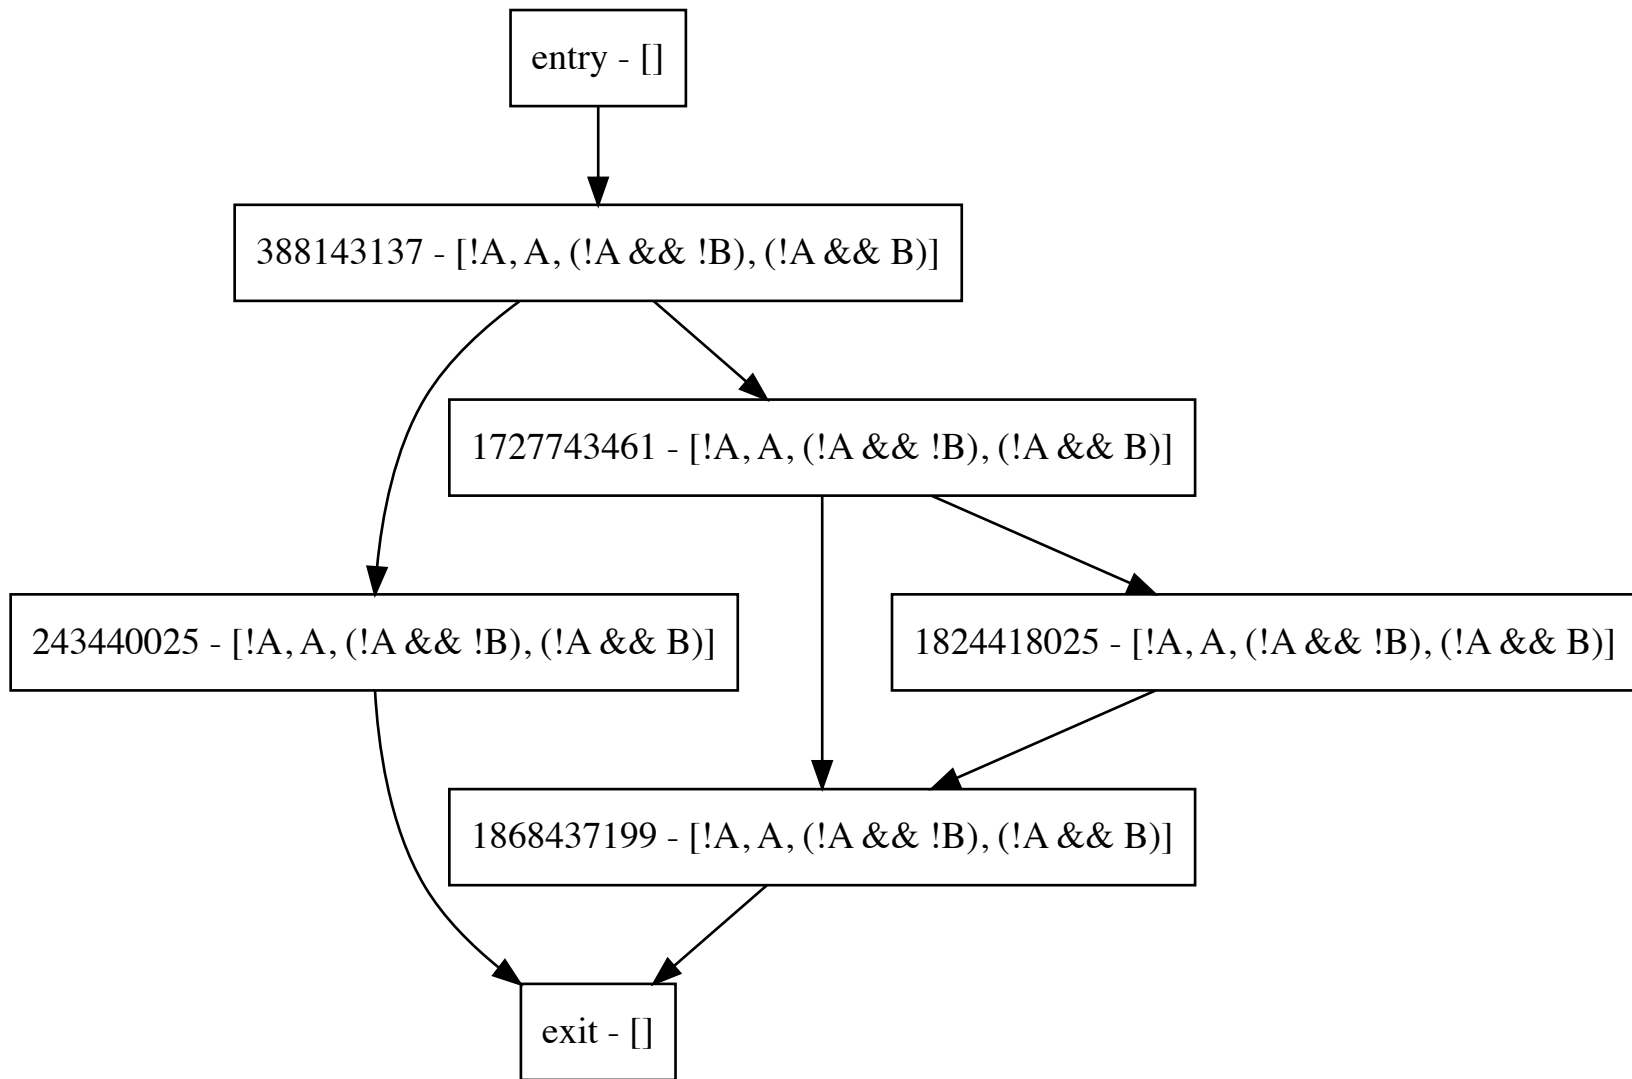 entry - []
388143137 - [!A, A, (!A && !B), (!A && B)]
1727743461 - [!A, A, (!A && !B), (!A && B)]
243440025 - [!A, A, (!A && !B), (!A && B)]
1824418025 - [!A, A, (!A && !B), (!A && B)]
1868437199 - [!A, A, (!A && !B), (!A && B)]
exit - []